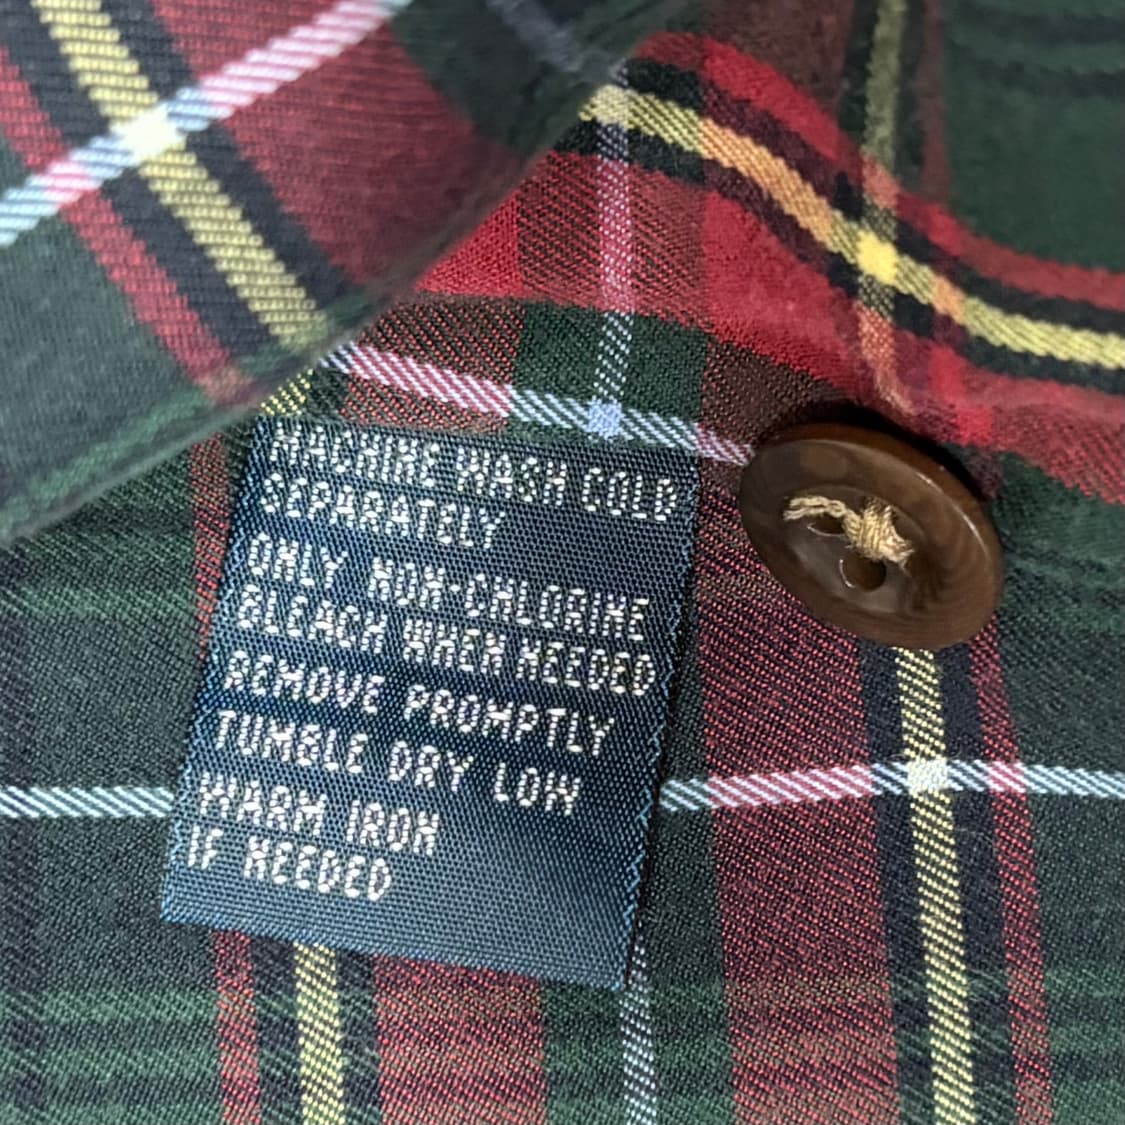 MACHINE WASH COLD
SEPARATELY
ONLY NON-CHLORINE
BLEACH WHEN NEEDED
REMOVE PROMPTLY
TUMBLE DRY LOW
WARM IRON
IF NEEDED